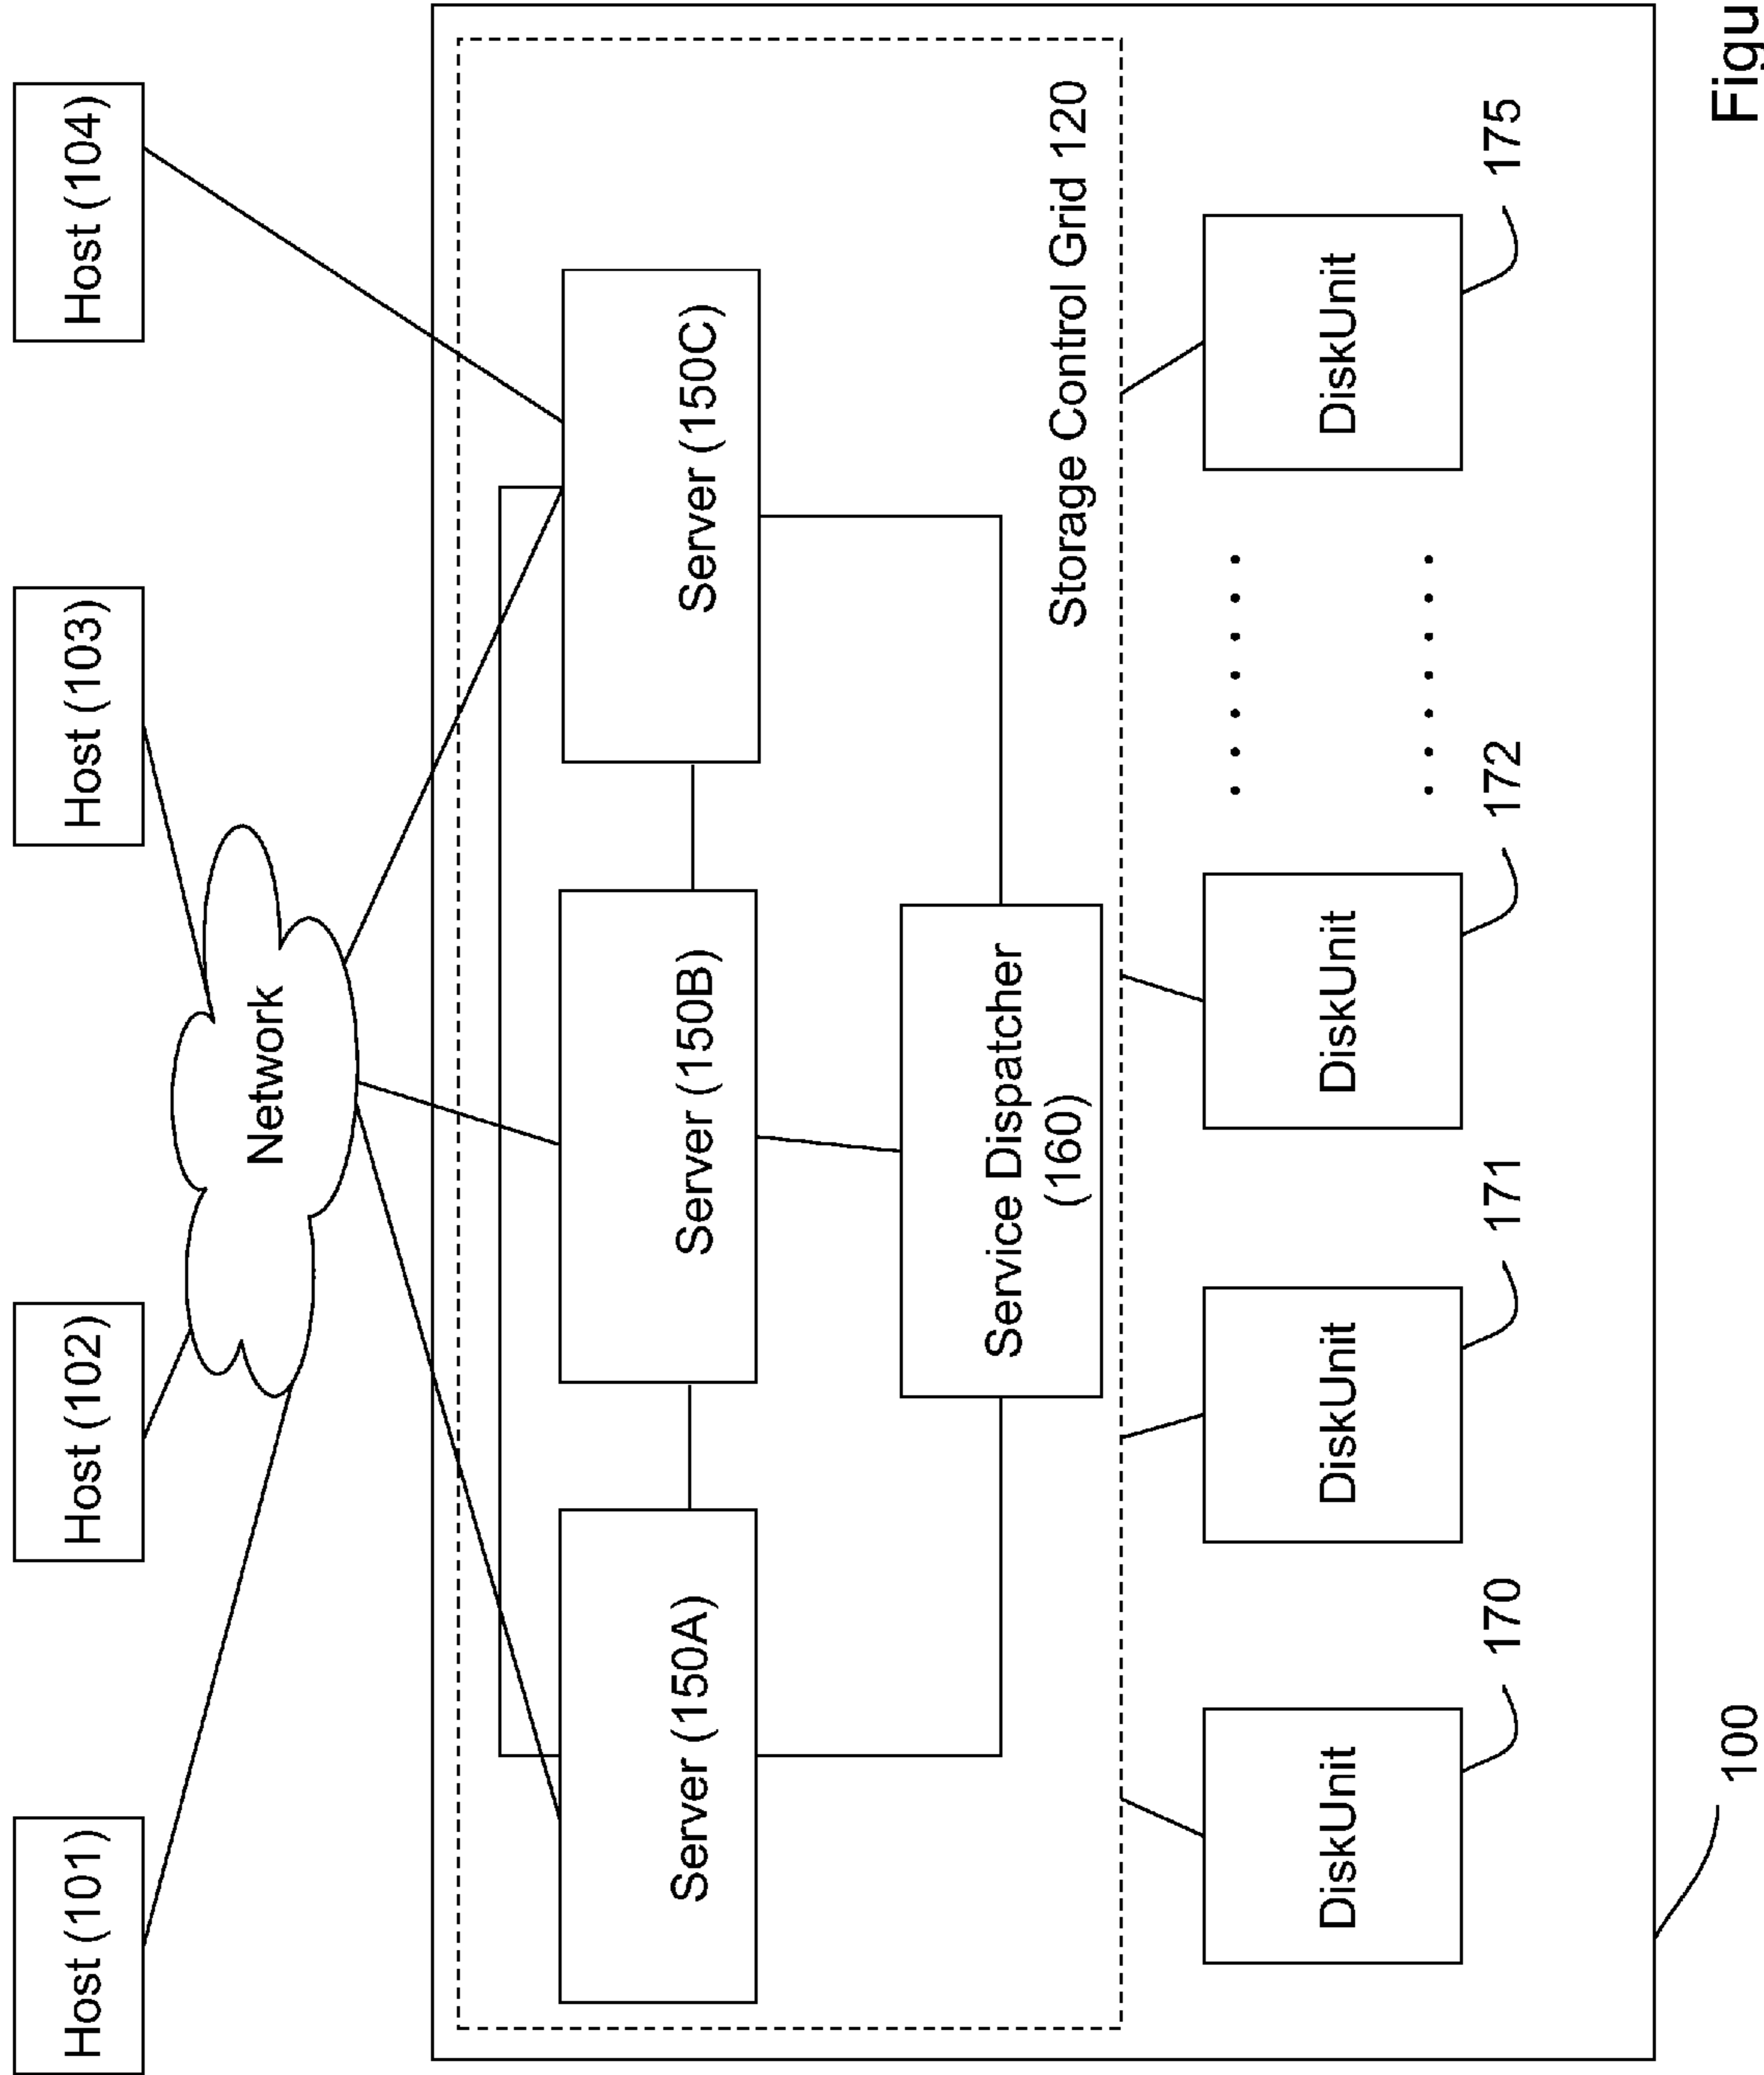 Host (101)
Host (102)
Host (103)
Host (104)
Network
Server (150A)
Server (150B)
Server (150C)
Service Dispatcher
(160)
Storage Control Grid 120
DiskUnit
DiskUnit
DiskUnit
DiskUnit
170
171
172
175
100
Figu